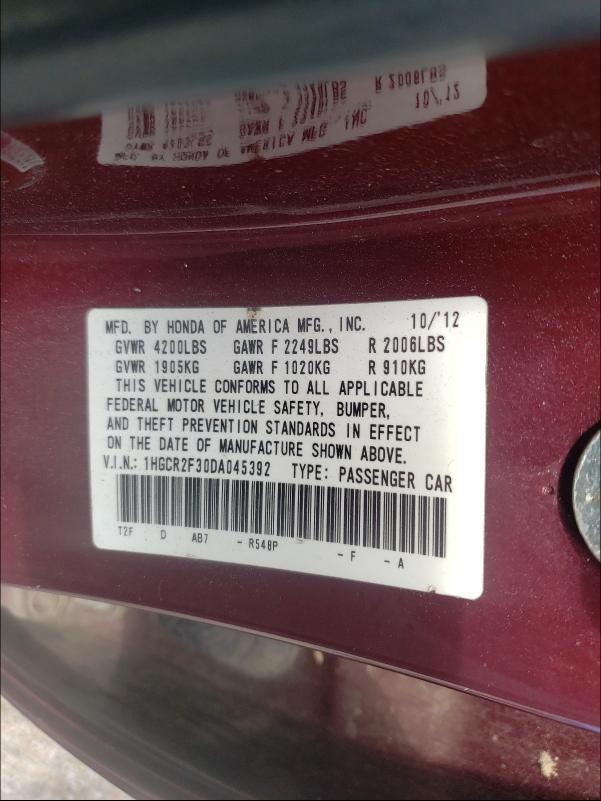 MFD. BY HONDA OF AMERICA MFG., INC. 10/'12
GVWR 4200LBS GAWR F 2249LBS R 2006LBS
GVWR 1905KG GAWR F 1020KG R 910KG
THIS VEHICLE CONFORMS TO ALL APPLICABLE
FEDERAL MOTOR VEHICLE SAFETY, BUMPER,
AND THEFT PREVENTION STANDARDS IN EFFECT
ON THE DATE OF MANUFACTURE SHOWN ABOVE.
V.I.N.: 1HGCR2F30DA045392 TYPE: PASSENGER CAR
T2F D AB7 - R548P - F - A